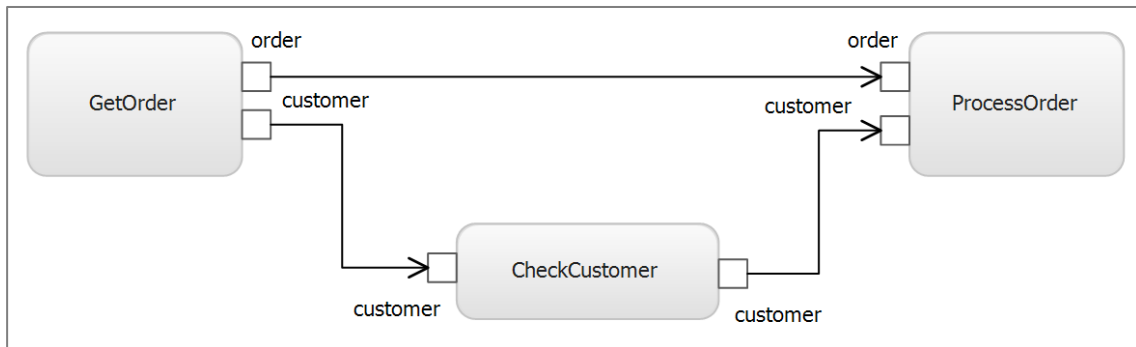 order
order
GetOrder
customer
customer
ProcessOrder
CheckCustomer
customer
customer